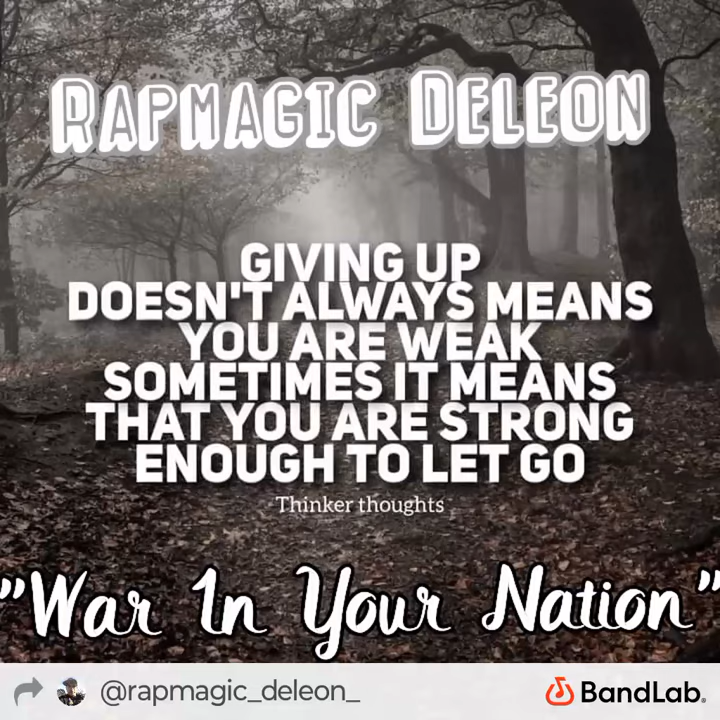 RAPMAGIC DELEON
GIVING UP
DOESN'T ALWAYS MEANS
YOU ARE WEAK
SOMETIMES IT MEANS
THAT YOU ARE STRONG
ENOUGH TO LET GO
Thinker thoughts
"War In Your Nation"
@rapmagic_deleon_
BandLab.